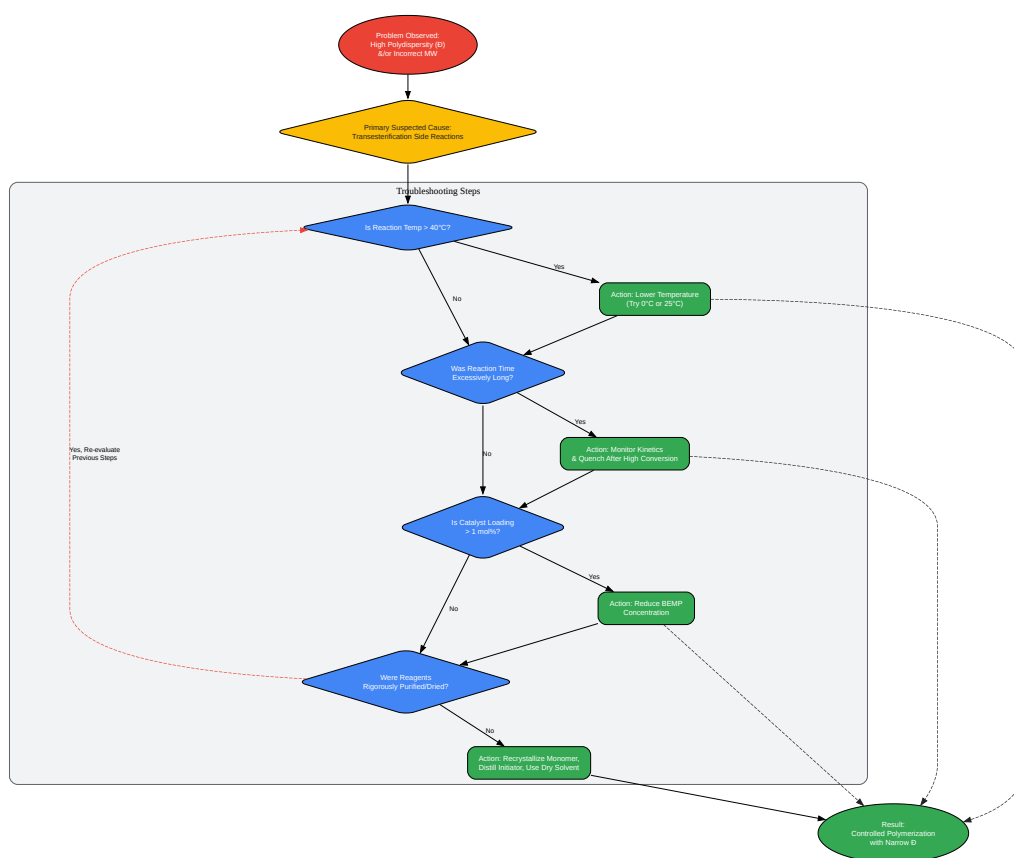 Problem Observed:
High Polydispersity (Đ)
&/or Incorrect MW
Primary Suspected Cause:
Transesterification Side Reactions
Troubleshooting Steps
Is Reaction Temp > 40°C?
Yes
Action: Lower Temperature
(Try 0°C or 25°C)
No
Was Reaction Time
Excessively Long?
Yes
Action: Monitor Kinetics
& Quench After High Conversion
Yes, Re-evaluate
Previous Steps
No
Is Catalyst Loading
> 1 mol%?
Yes
Action: Reduce BEMP
Concentration
No
Were Reagents
Rigorously Purified/Dried?
No
Action: Recrystallize Monomer,
Distill Initiator, Use Dry Solvent
Result:
Controlled Polymerization
with Narrow Đ